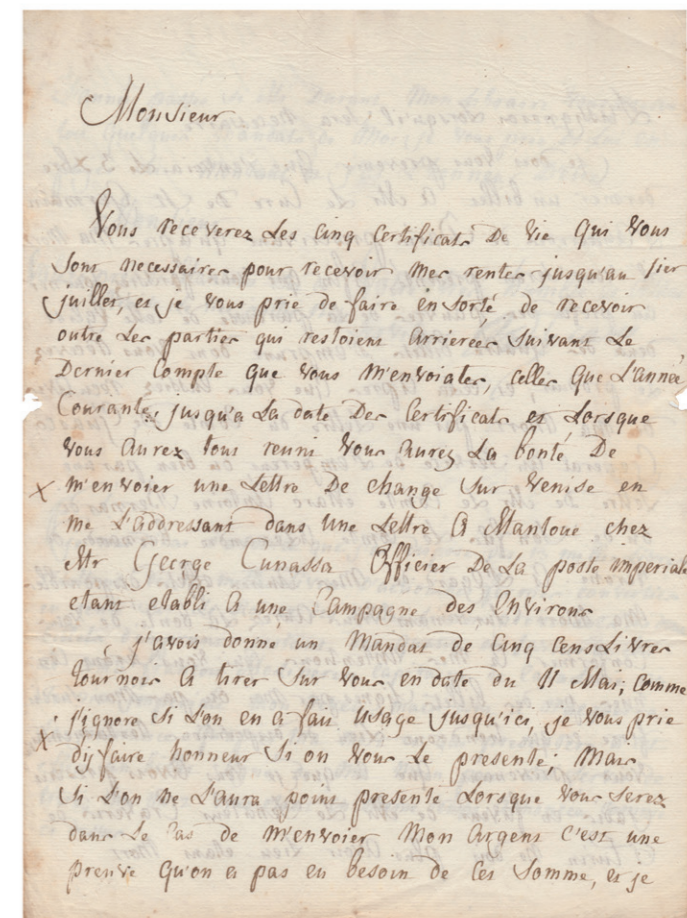 Monsieur
Vous receverez Les cinq Certificats De vie qui vous
sont necessaires pour recevoir mes rentes jusqu'au 1ier
juillet, et je vous prie de faire en sorté de recevoir
outre Les parties qui restoient arrierées suivant Le
Dernier Compte que vous m'envoiates, celles que L'année
Courante, jusqu'a La date Des Certificats et Lorsque
vous aurez tous reuni vous aurez La bonté De
x m'envoier une Lettre De change sur Venise en
me L'addressant dans une Lettre a Mantoue chez
Mr George Cunassa Officier De La poste imperiale
etant etabli a une Campagne des environs
j'avois donne un Mandat de Cinq cens Livres
tournois a tirer sur vous en date du 11 Mai; comme
j'ignore si L'on en a fait usage jusqu'ici, je vous prie
x d'ij faire honneur si on vous Le presente; Mais
si L'on ne L'aura point presenté Lorsque vous serez
dans Le Cas de m'envoier Mon Argent c'est une
preuve qu'on a pas eu besoin de Ces Somme, et je